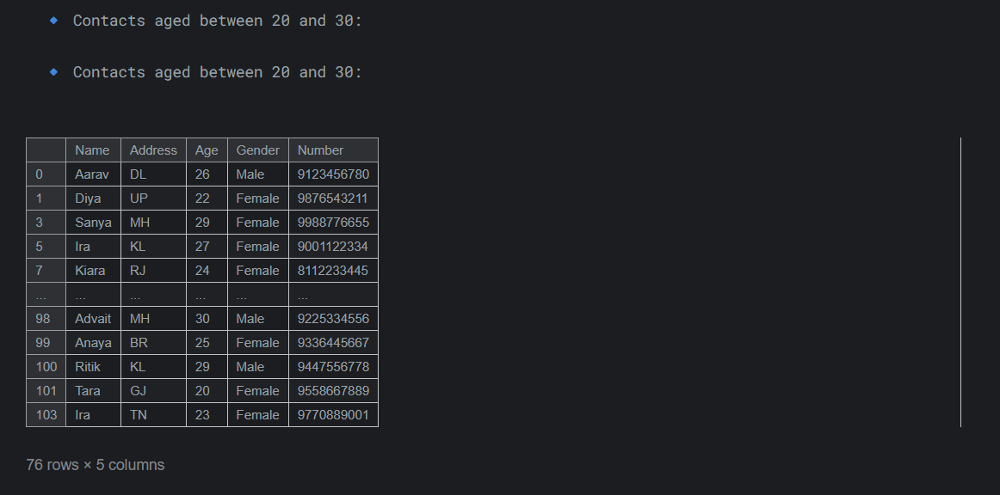 Contacts aged between 20 and 30:
Contacts aged between 20 and 30:
Name Address Age Gender Number
0 Aarav DL 26 Male 9123456780
1 Diya UP 22 Female 9876543211
3 Sanya MH 29 Female 9988776655
5 Ira KL 27 Female 9001122334
7 Kiara RJ 24 Female 8112233445
... ... ... ... ... ...
98 Advait MH 30 Male 9225334556
99 Anaya BR 25 Female 9336445667
100 Ritik KL 29 Male 9447556778
101 Tara GJ 20 Female 9558667889
103 Ira TN 23 Female 9770889001
76 rows × 5 columns